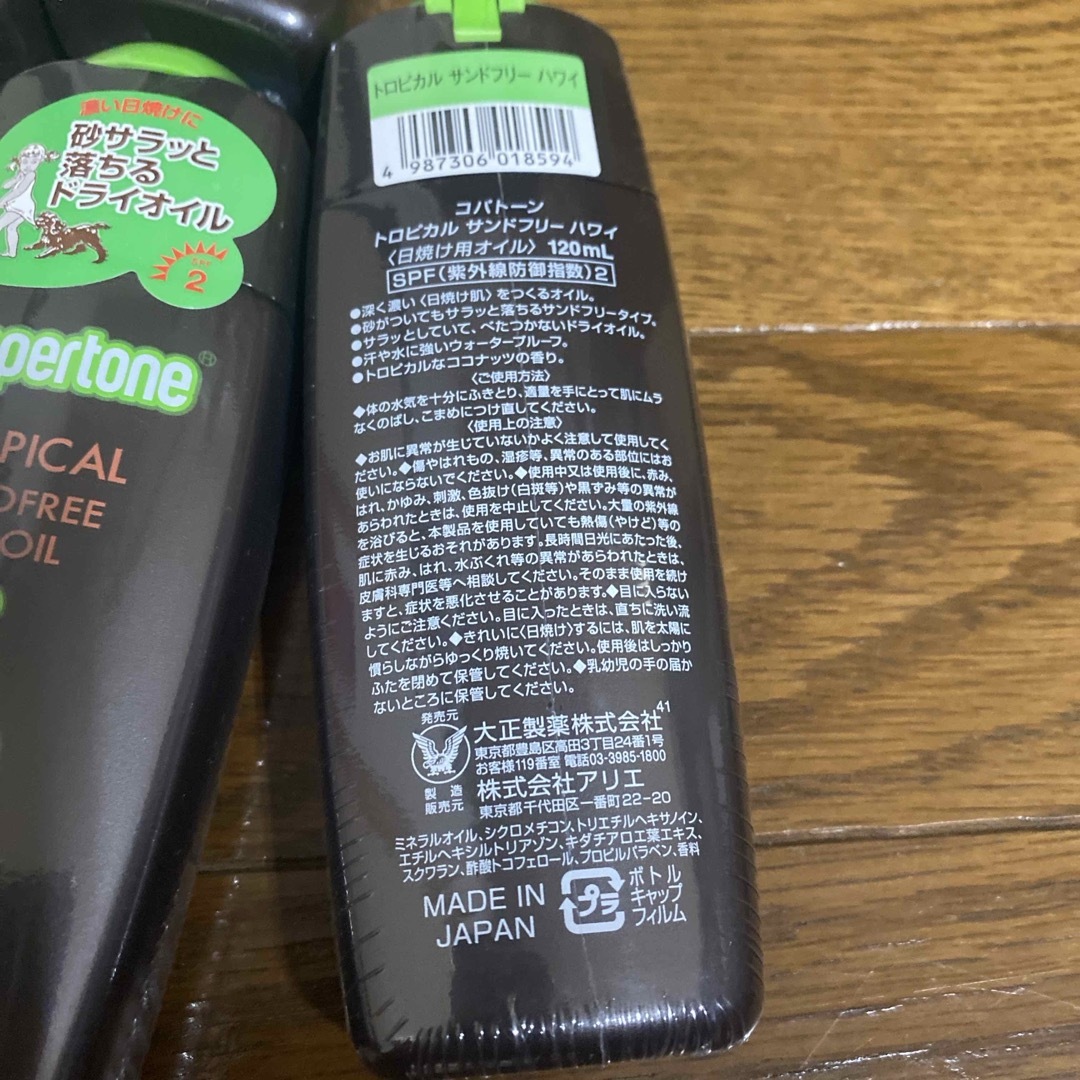 濃い日焼けに
砂サラッと
落ちる
ドライオイル
SPF
2
pertone®
PICAL
DFREE
OIL
トロピカル サンドフリー ハワイ
4 987306 018594
コパトーン
トロピカル サンドフリー ハワイ
〈日焼け用オイル〉 120mL
SPF(紫外線防御指数)2
●深く濃い〈日焼け肌〉をつくるオイル。
●砂がついてもサラッと落ちるサンドフリータイプ。
●サラッとしていて、べたつかないドライオイル。
●汗や水に強いウォータープルーフ。
●トロピカルなココナッツの香り。
〈ご使用方法〉
◆体の水気を十分にふきとり、適量を手にとって肌にムラ
なくのばし、こまめにつけ直してください。
〈使用上の注意〉
◆お肌に異常が生じていないかよく注意して使用してく
ださい。◆傷やはれもの、湿疹等、異常のある部位にはお
使いにならないでください。◆使用中又は使用後に、赤み、
はれ、かゆみ、刺激、色抜け(白斑等)や黒ずみ等の異常が
あらわれたときは、使用を中止してください。大量の紫外線
を浴びると、本製品を使用していても熱傷(やけど)等の
症状を生じるおそれがあります。長時間日光にあたった後、
肌に赤み、はれ、水ぶくれ等の異常があらわれたときは、
皮膚科専門医等へ相談してください。そのまま使用を続け
ますと、症状を悪化させることがあります。◆目に入らない
ようにご注意ください。目に入ったときは、直ちに洗い流
してください。◆きれいに〈日焼け〉するには、肌を太陽に
慣らしながらゆっくり焼いてください。使用後はしっかり
ふたを閉めて保管してください。◆乳幼児の手の届か
ないところに保管してください。
発売元 大正製薬株式会社 41
東京都豊島区高田3丁目24番1号
お客様119番室 電話03-3985-1800
製造販売元 株式会社アリエ
東京都千代田区一番町22-20
ミネラルオイル、シクロメチコン、トリエチルヘキサノイン、
エチルヘキシルトリアゾン、キダチアロエ葉エキス、
スクワラン、酢酸トコフェロール、プロピルパラベン、香料
MADE IN
JAPAN
プラ
ボトル
キャップ
フィルム